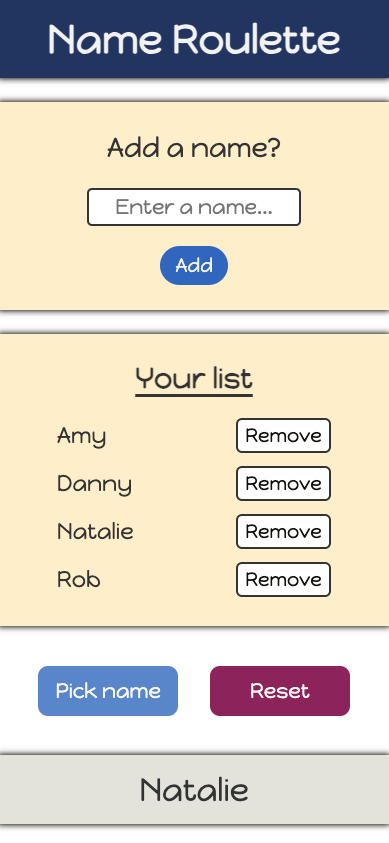 Name Roulette
Add a name?
Enter a name...
Add
Your list
Amy Remove
Danny Remove
Natalie Remove
Rob Remove
Pick name Reset
Natalie